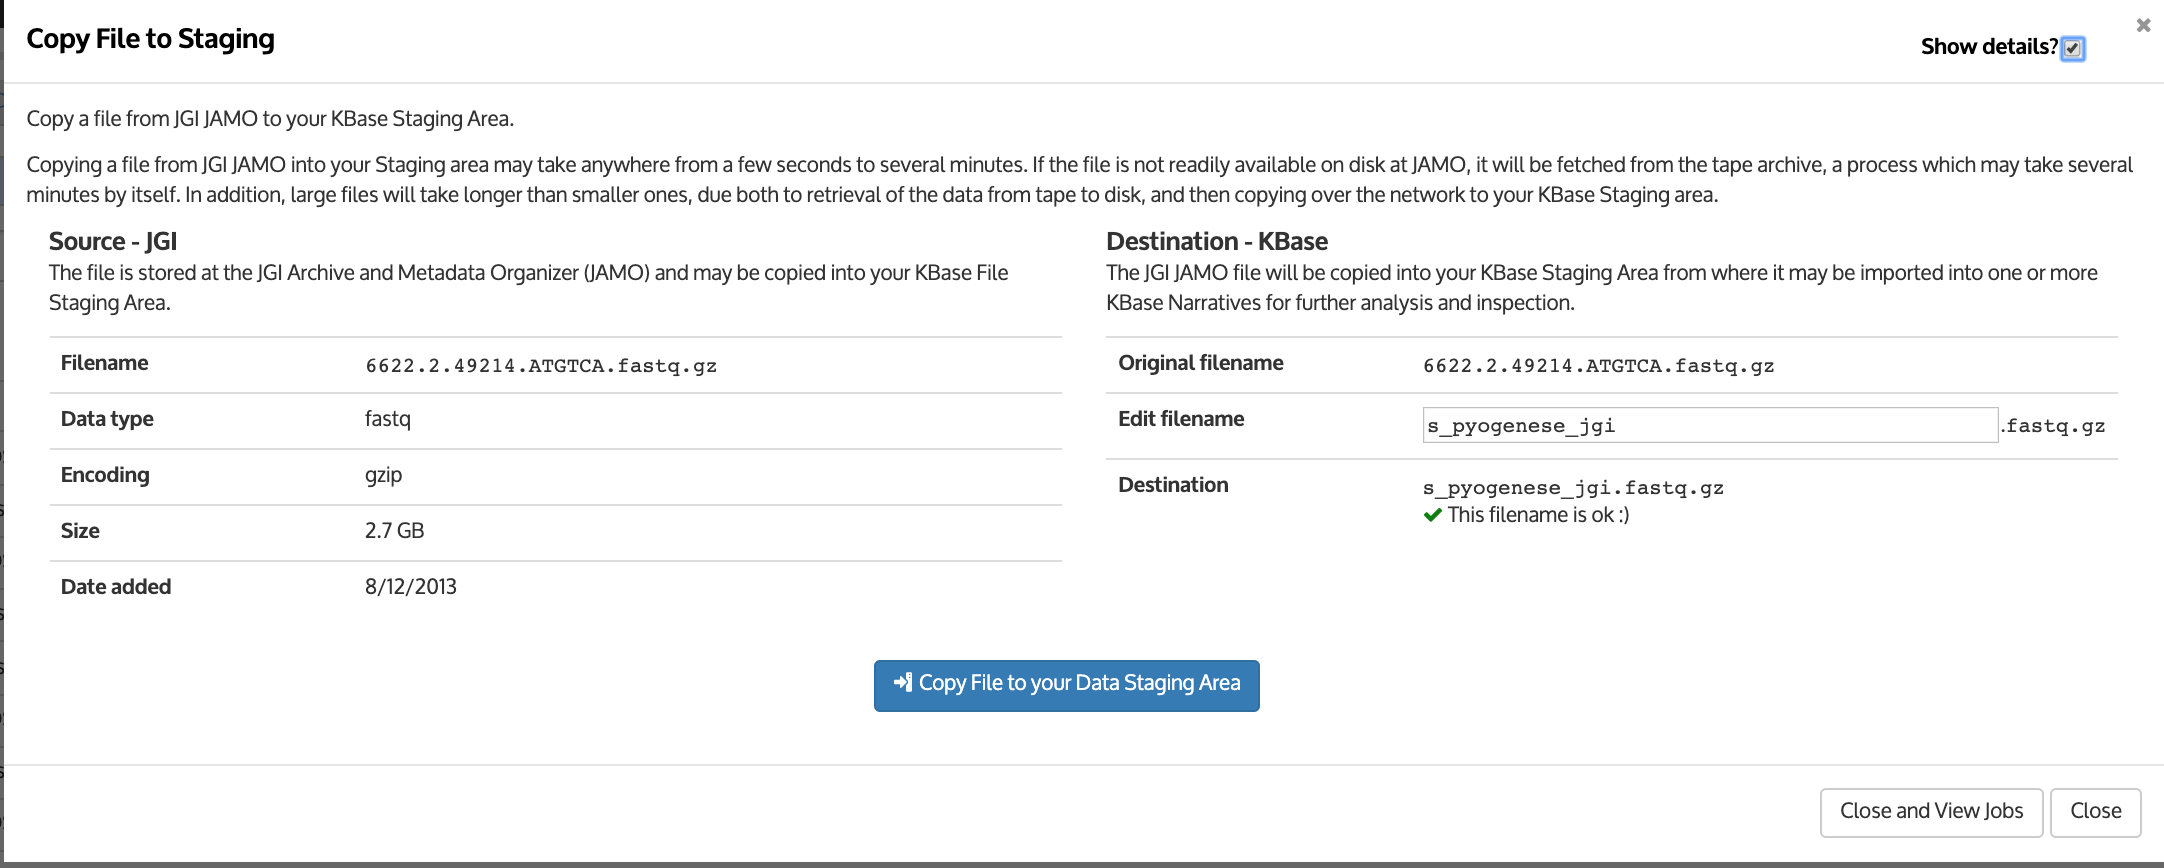 Copy File to Staging
Show details?
Copy a file from JGI JAMO to your KBase Staging Area.
Copying a file from JGI JAMO into your Staging area may take anywhere from a few seconds to several minutes. If the file is not readily available on disk at JAMO, it will be fetched from the tape archive, a process which may take several
minutes by itself. In addition, large files will take longer than smaller ones, due both to retrieval of the data from tape to disk, and then copying over the network to your KBase Staging area.
Source - JGI
The file is stored at the JGI Archive and Metadata Organizer (JAMO) and may be copied into your KBase File
Staging Area.
Filename 6622.2.49214.ATGTCA.fastq.gz
Data type fastq
Encoding gzip
Size 2.7 GB
Date added 8/12/2013
Destination - KBase
The JGI JAMO file will be copied into your KBase Staging Area from where it may be imported into one or more
KBase Narratives for further analysis and inspection.
Original filename 6622.2.49214.ATGTCA.fastq.gz
Edit filename s_pyogenese_jgi .fastq.gz
Destination s_pyogenese_jgi.fastq.gz
This filename is ok :)
Copy File to your Data Staging Area
Close and View Jobs Close